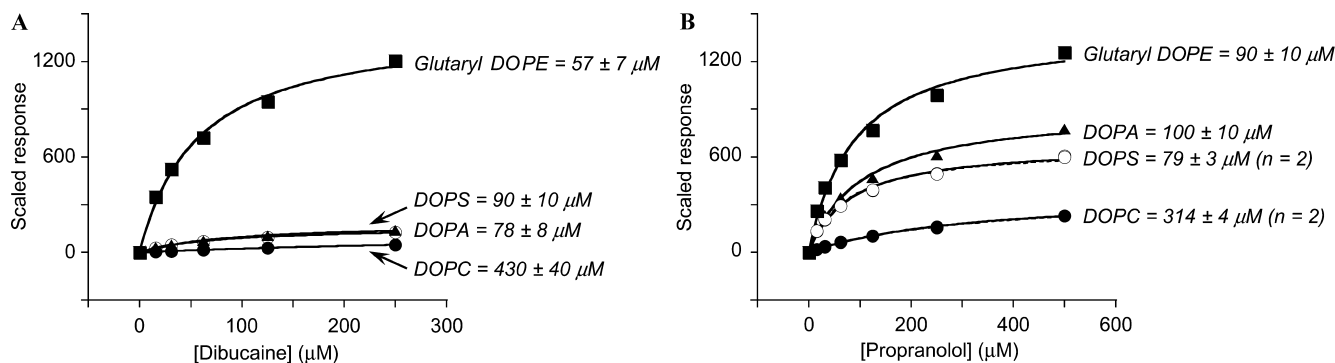 A
1200
600
0
Scaled response
Glutaryl DOPE = 57 ± 7 μM
DOPS = 90 ± 10 μM
DOPA = 78 ± 8 μM
DOPC = 430 ± 40 μM
0
100
200
300
[Dibucaine] (μM)
B
1200
600
0
Scaled response
Glutaryl DOPE = 90 ± 10 μM
DOPA = 100 ± 10 μM
DOPS = 79 ± 3 μM (n = 2)
DOPC = 314 ± 4 μM (n = 2)
0
200
400
600
[Propranolol] (μM)